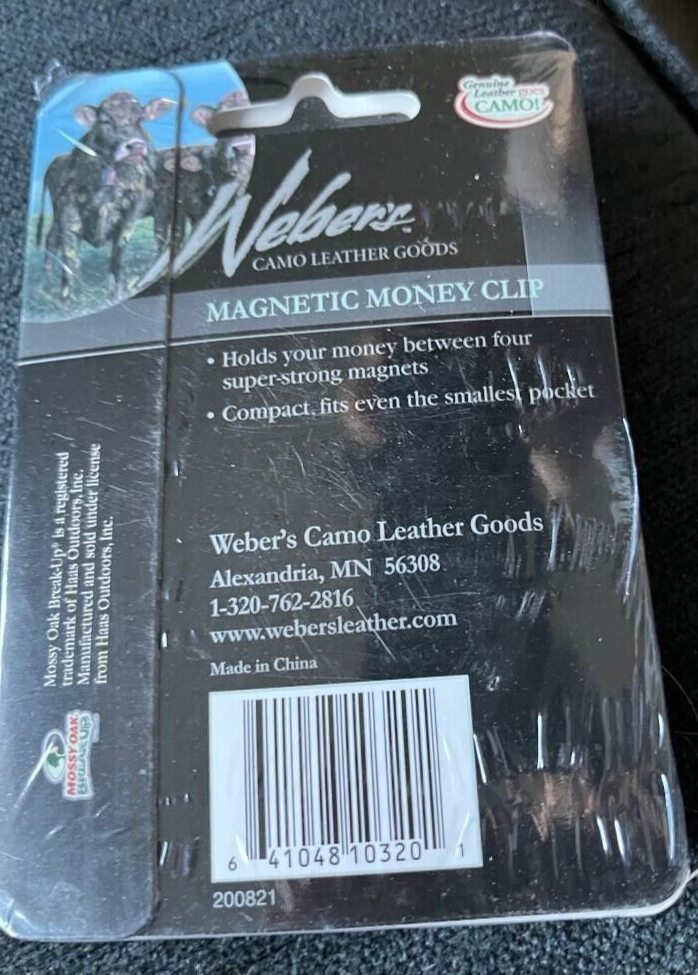 Genuine
Leather goes
CAMO!
Weber's™
CAMO LEATHER GOODS
MAGNETIC MONEY CLIP
• Holds your money between four
super-strong magnets
• Compact, fits even the smallest pocket
Weber's Camo Leather Goods
Alexandria, MN 56308
1-320-762-2816
www.webersleather.com
Made in China
6 41048 10320 1
200821
Mossy Oak Break-Up® is a registered
trademark of Haas Outdoors, Inc.
Manufactured and sold under license
from Haas Outdoors, Inc.
MOSSY OAK
BREAK-UP